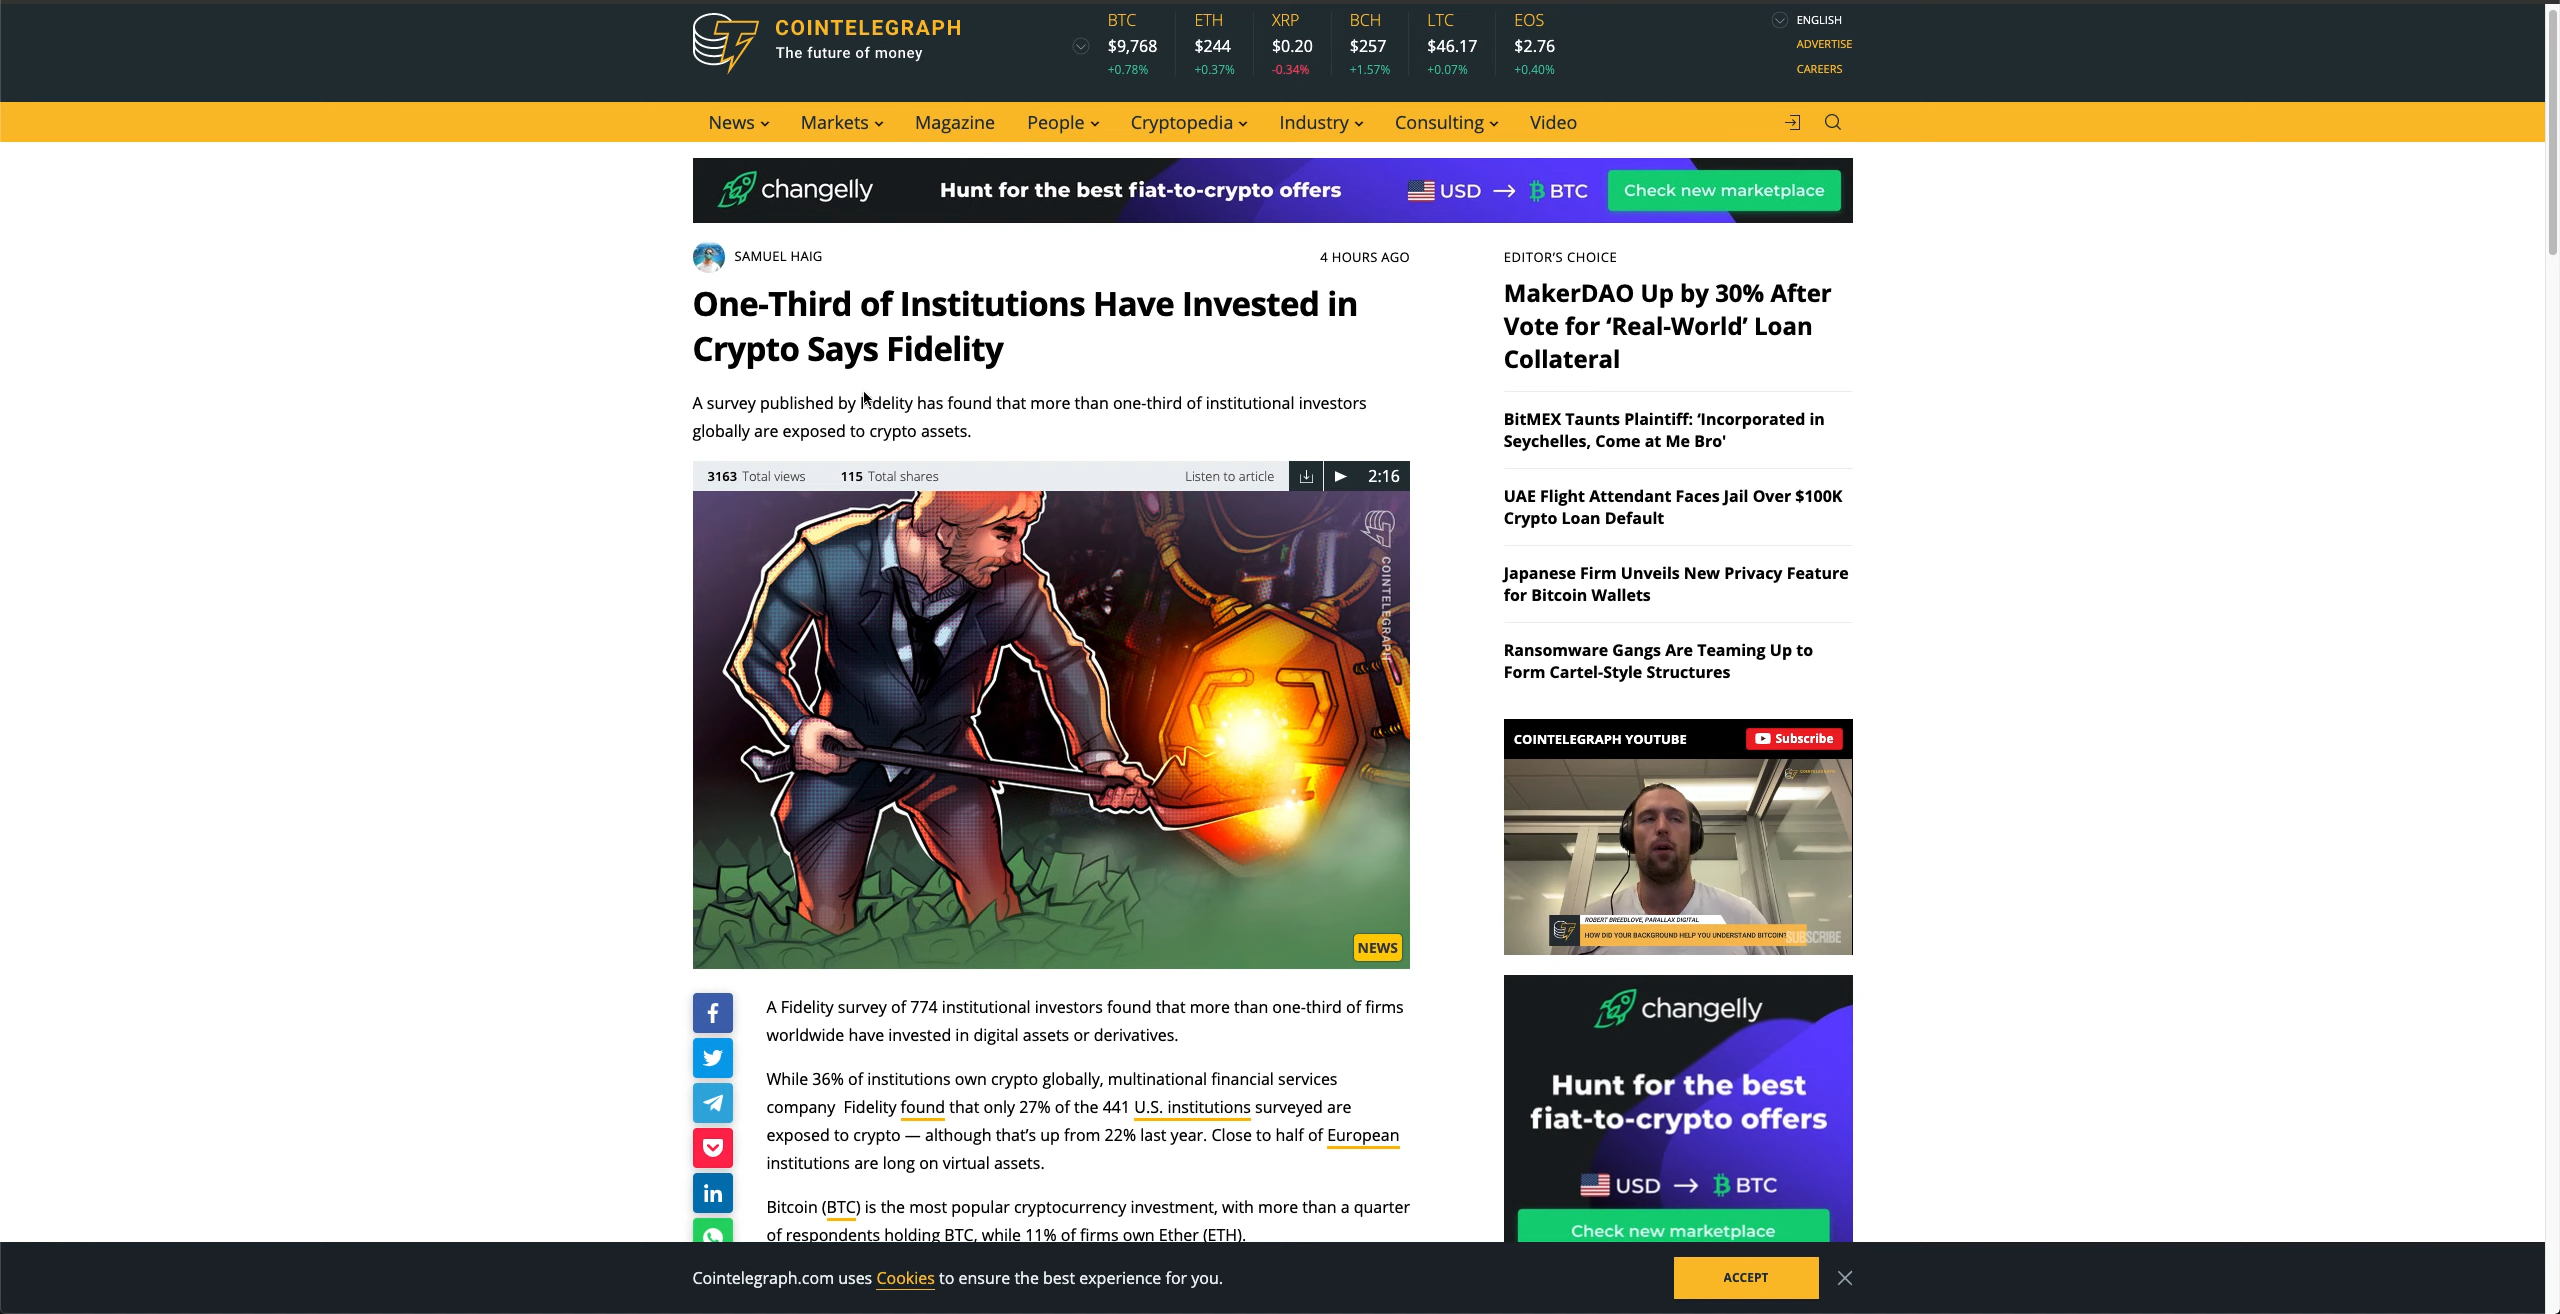 COINTELEGRAPH
The future of money
BTC
$9,768
+0.78%
ETH
$244
+0.37%
XRP
$0.20
-0.34%
BCH
$257
+1.57%
LTC
$46.17
+0.07%
EOS
$2.76
+0.40%
ENGLISH
ADVERTISE
CAREERS
News Markets Magazine People Cryptopedia Industry Consulting Video
changelly Hunt for the best fiat-to-crypto offers USD → BTC Check new marketplace
SAMUEL HAIG 4 HOURS AGO
One-Third of Institutions Have Invested in
Crypto Says Fidelity
A survey published by Fidelity has found that more than one-third of institutional investors
globally are exposed to crypto assets.
3163 Total views 115 Total shares Listen to article 2:16
COINTELEGRAPH
NEWS
A Fidelity survey of 774 institutional investors found that more than one-third of firms
worldwide have invested in digital assets or derivatives.
While 36% of institutions own crypto globally, multinational financial services
company Fidelity found that only 27% of the 441 U.S. institutions surveyed are
exposed to crypto — although that’s up from 22% last year. Close to half of European
institutions are long on virtual assets.
Bitcoin (BTC) is the most popular cryptocurrency investment, with more than a quarter
of respondents holding BTC, while 11% of firms own Ether (ETH).
EDITOR’S CHOICE
MakerDAO Up by 30% After
Vote for ‘Real-World’ Loan
Collateral
BitMEX Taunts Plaintiff: ‘Incorporated in
Seychelles, Come at Me Bro'
UAE Flight Attendant Faces Jail Over $100K
Crypto Loan Default
Japanese Firm Unveils New Privacy Feature
for Bitcoin Wallets
Ransomware Gangs Are Teaming Up to
Form Cartel-Style Structures
COINTELEGRAPH YOUTUBE Subscribe
COINTELEGRAPH
ROBERT BREEDLOVE, PARALLAX DIGITAL
HOW DID YOUR BACKGROUND HELP YOU UNDERSTAND BITCOIN?
SUBSCRIBE
changelly
Hunt for the best
fiat-to-crypto offers
USD → BTC
Check new marketplace
Cointelegraph.com uses Cookies to ensure the best experience for you.
ACCEPT